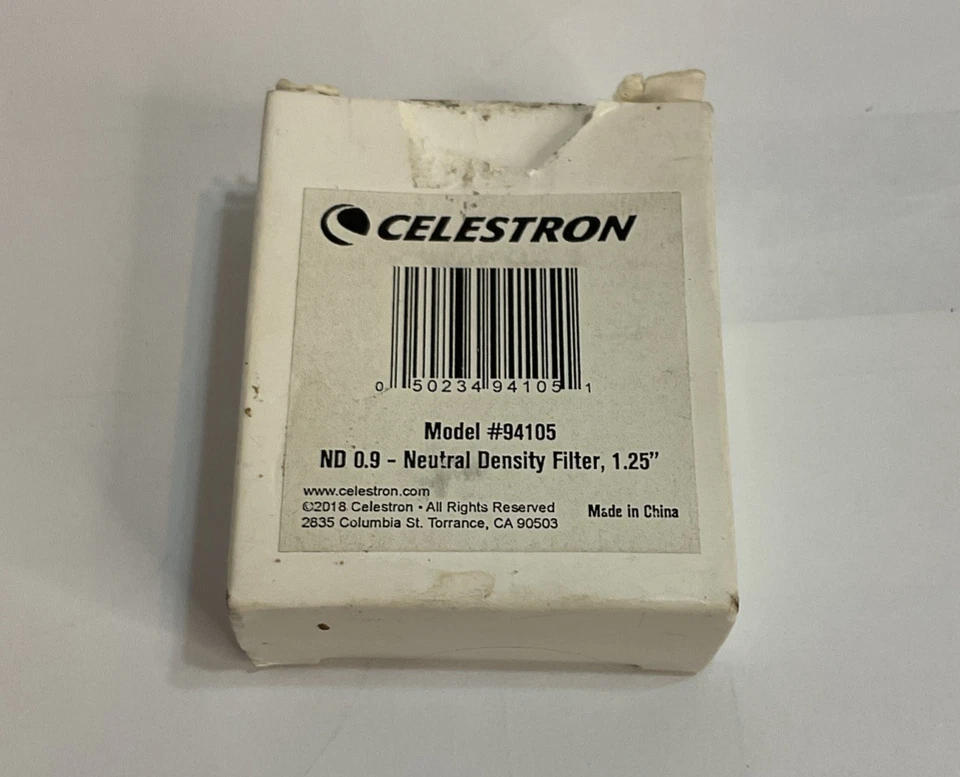 CELESTRON
0 50234 94105 1
Model #94105
ND 0.9 - Neutral Density Filter, 1.25”
www.celestron.com
©2018 Celestron • All Rights Reserved
2835 Columbia St. Torrance, CA 90503
Made in China